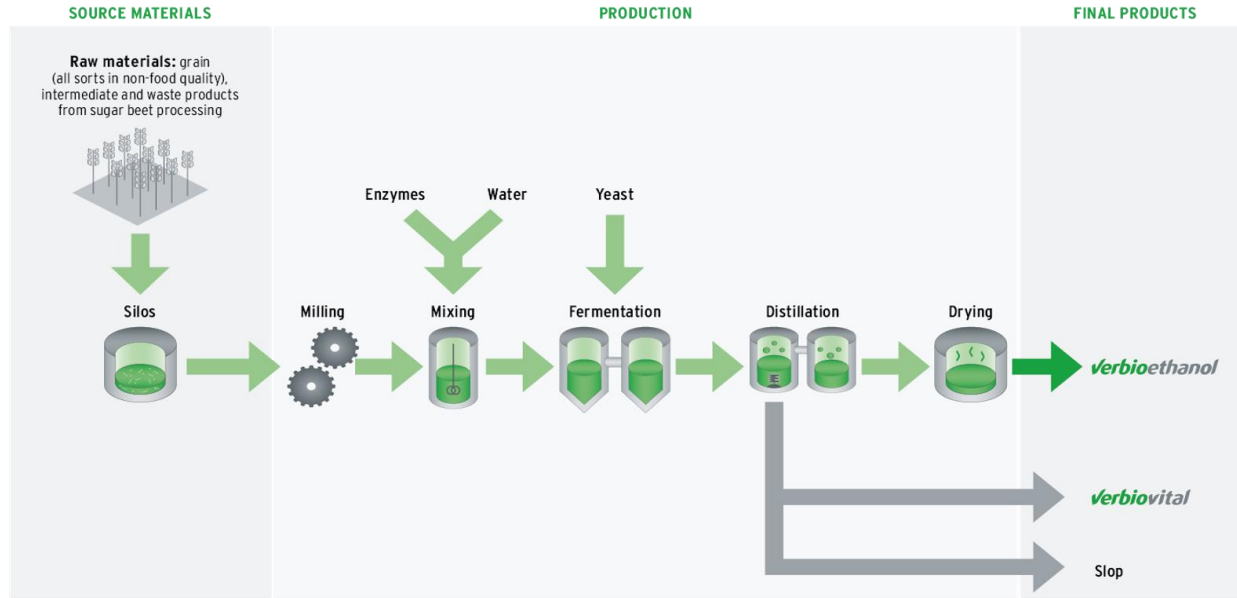 SOURCE MATERIALS
PRODUCTION
FINAL PRODUCTS
Raw materials: grain
(all sorts in non-food quality),
intermediate and waste products
from sugar beet processing
Enzymes
Water
Yeast
Silos
Milling
Mixing
Fermentation
Distillation
Drying
verbioethanol
verbiovital
Slop